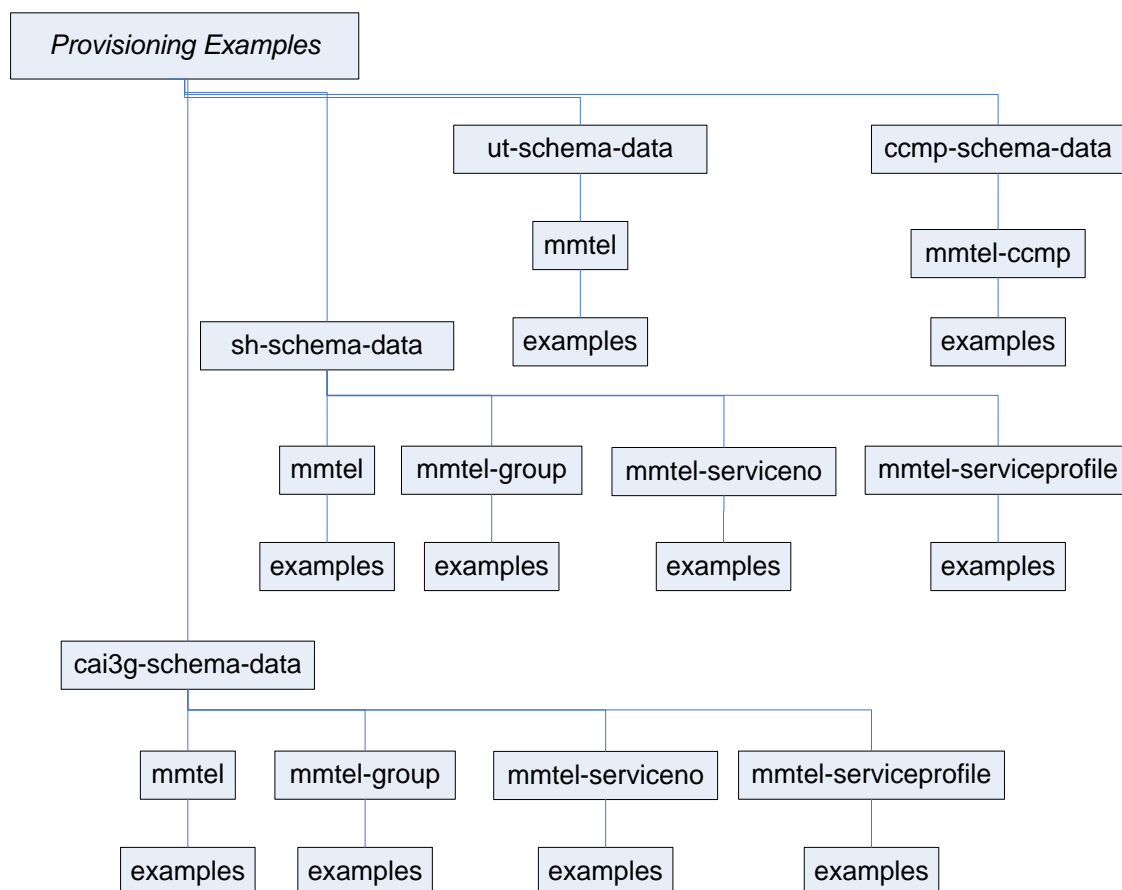 Provisioning Examples
ut-schema-data
ccmp-schema-data
mmtel
mmtel-ccmp
examples
examples
sh-schema-data
mmtel
mmtel-group
mmtel-serviceno
mmtel-serviceprofile
examples
examples
examples
examples
cai3g-schema-data
mmtel
mmtel-group
mmtel-serviceno
mmtel-serviceprofile
examples
examples
examples
examples